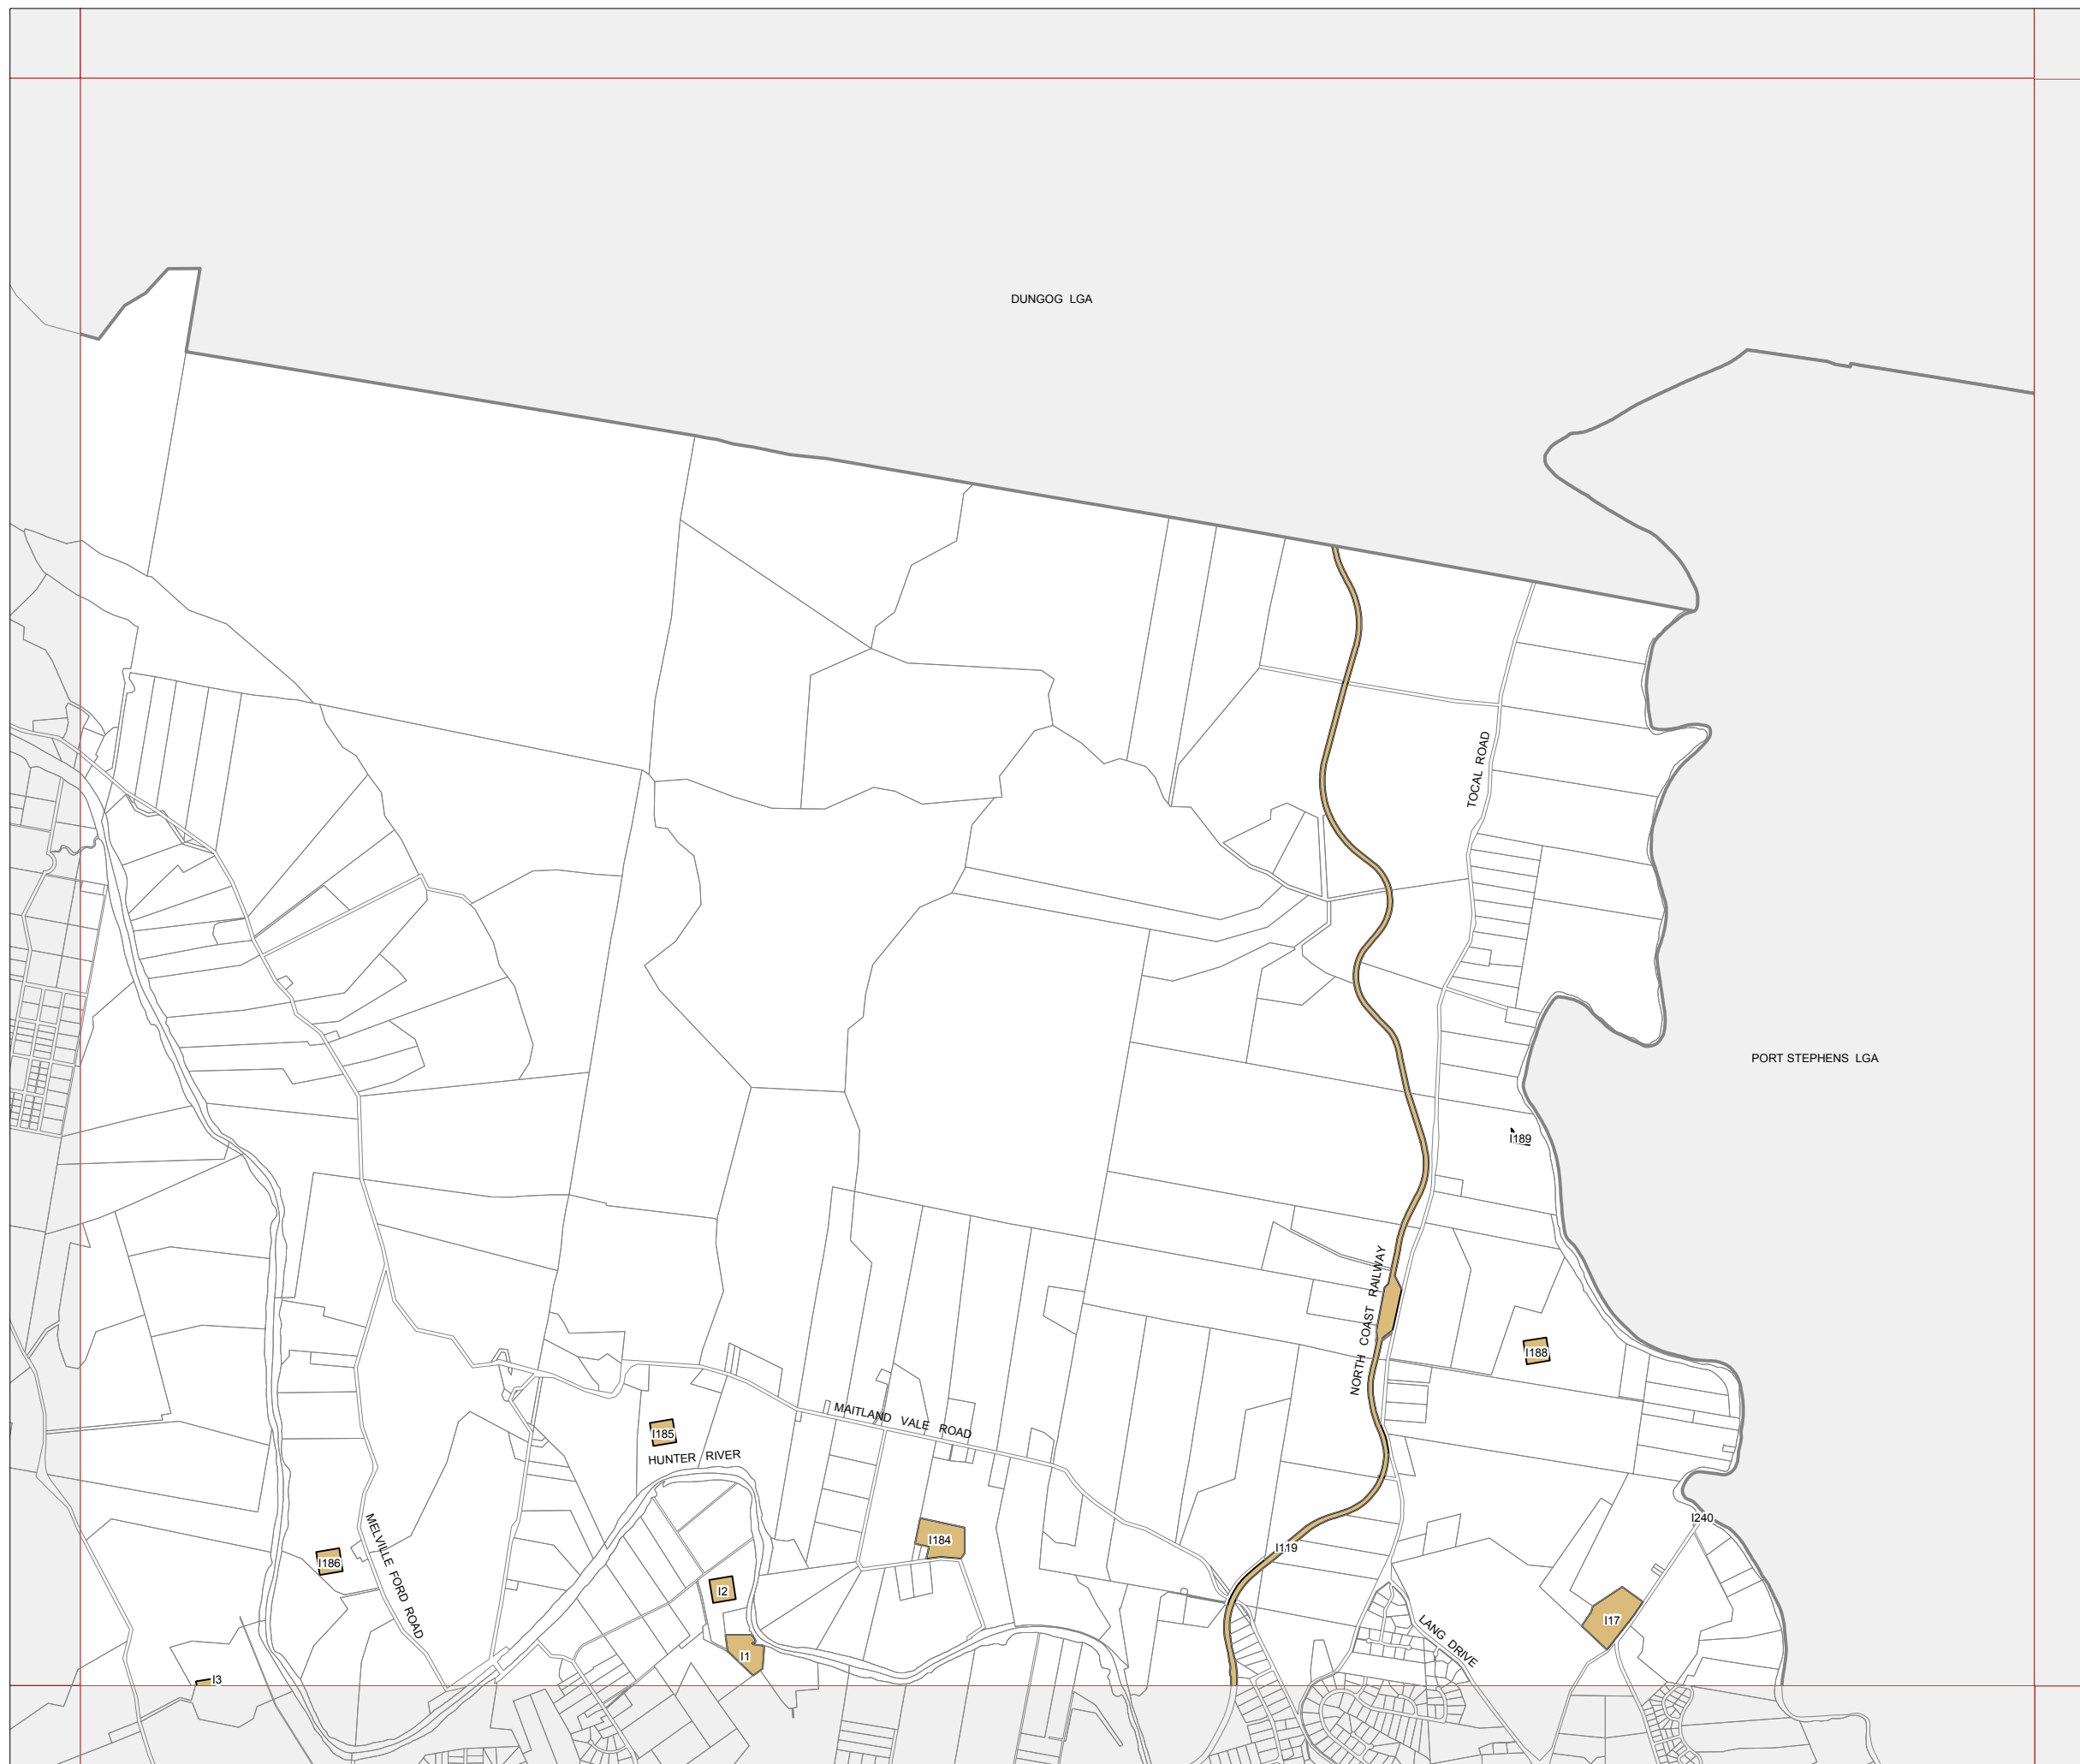 DUNGOG LGA
TOCAL ROAD
PORT STEPHENS LGA
I189
NORTH COAST RAILWAY
I188
MAITLAND VALE ROAD
I185
HUNTER RIVER
I240
I184
I119
I186
MELVILLE FORD ROAD
I2
I17
LANG DRIVE
I1
I3